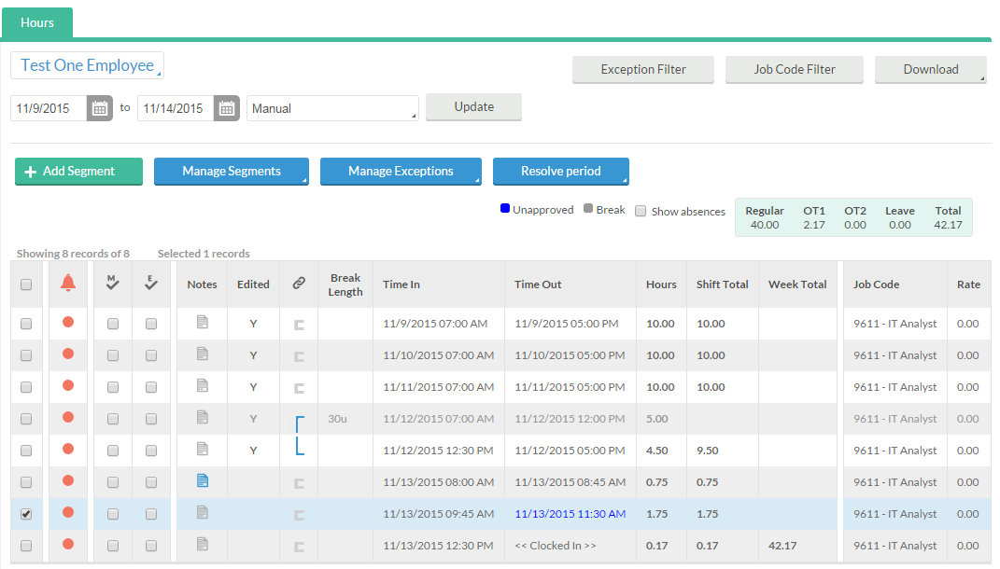 Hours
Test One Employee
Exception Filter Job Code Filter Download
11/9/2015 to 11/14/2015 Manual Update
+ Add Segment Manage Segments Manage Exceptions Resolve period
Unapproved Break Show absences
Regular OT1 OT2 Leave Total
40.00 2.17 0.00 0.00 42.17
Showing 8 records of 8 Selected 1 records
M E Notes Edited Break Length Time In Time Out Hours Shift Total Week Total Job Code Rate
Y 11/9/2015 07:00 AM 11/9/2015 05:00 PM 10.00 10.00 9611 - IT Analyst 0.00
Y 11/10/2015 07:00 AM 11/10/2015 05:00 PM 10.00 10.00 9611 - IT Analyst 0.00
Y 11/11/2015 07:00 AM 11/11/2015 05:00 PM 10.00 10.00 9611 - IT Analyst 0.00
Y 30u 11/12/2015 07:00 AM 11/12/2015 12:00 PM 5.00 9611 - IT Analyst 0.00
Y 11/12/2015 12:30 PM 11/12/2015 05:00 PM 4.50 9.50 9611 - IT Analyst 0.00
11/13/2015 08:00 AM 11/13/2015 08:45 AM 0.75 0.75 9611 - IT Analyst 0.00
11/13/2015 09:45 AM 11/13/2015 11:30 AM 1.75 1.75 9611 - IT Analyst 0.00
11/13/2015 12:30 PM << Clocked In >> 0.17 0.17 42.17 9611 - IT Analyst 0.00